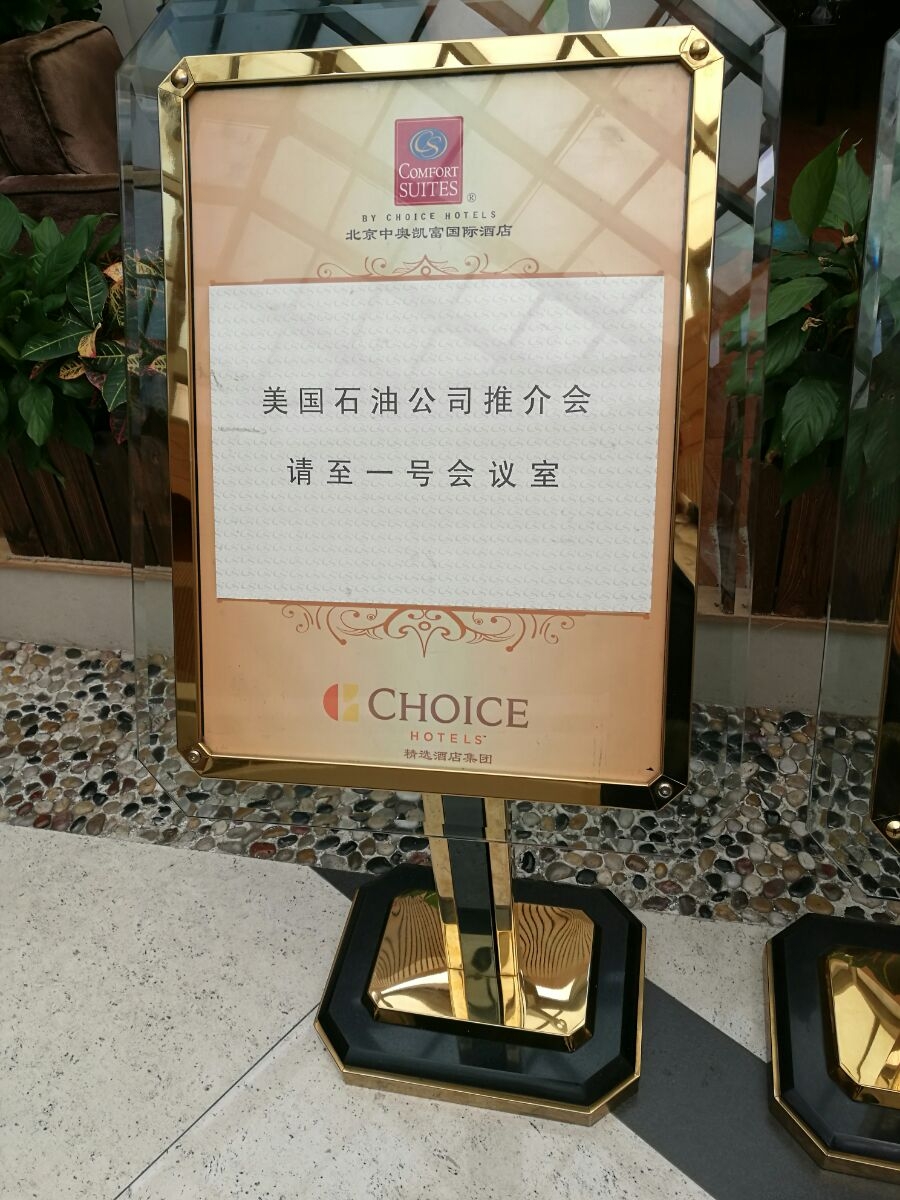 CS
COMFORT
SUITES®
BY CHOICE HOTELS
北京中奥凯富国际酒店
美国石油公司推介会
请至一号会议室
CHOICE
HOTELS™
精选酒店集团